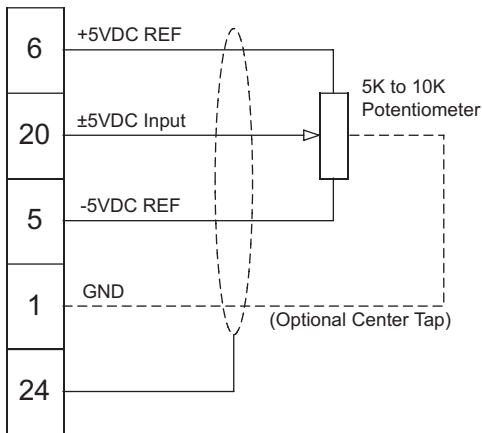 6
+5VDC REF
5K to 10K
Potentiometer
20
±5VDC Input
5
-5VDC REF
1
GND
(Optional Center Tap)
24